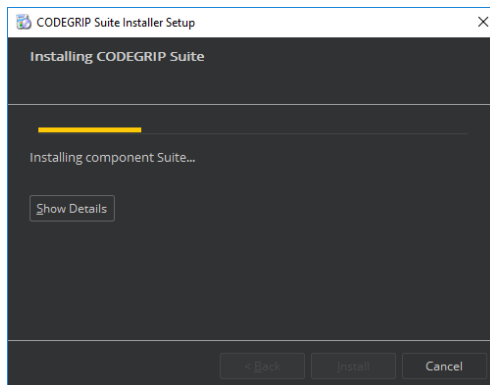 CODEGRIP Suite Installer Setup
Installing CODEGRIP Suite
Installing component Suite...
Show Details
< Back Install Cancel